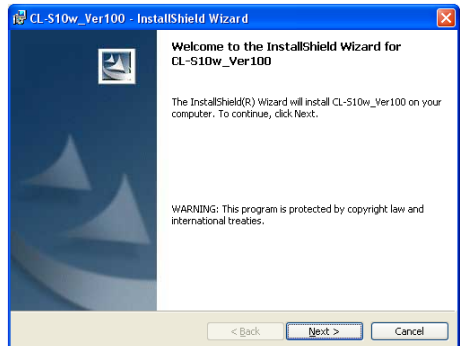 CL-S10w_Ver100 - InstallShield Wizard
Welcome to the InstallShield Wizard for
CL-S10w_Ver100
The InstallShield(R) Wizard will install CL-S10w_Ver100 on your
computer. To continue, click Next.
WARNING: This program is protected by copyright law and
international treaties.
< Back
Next >
Cancel